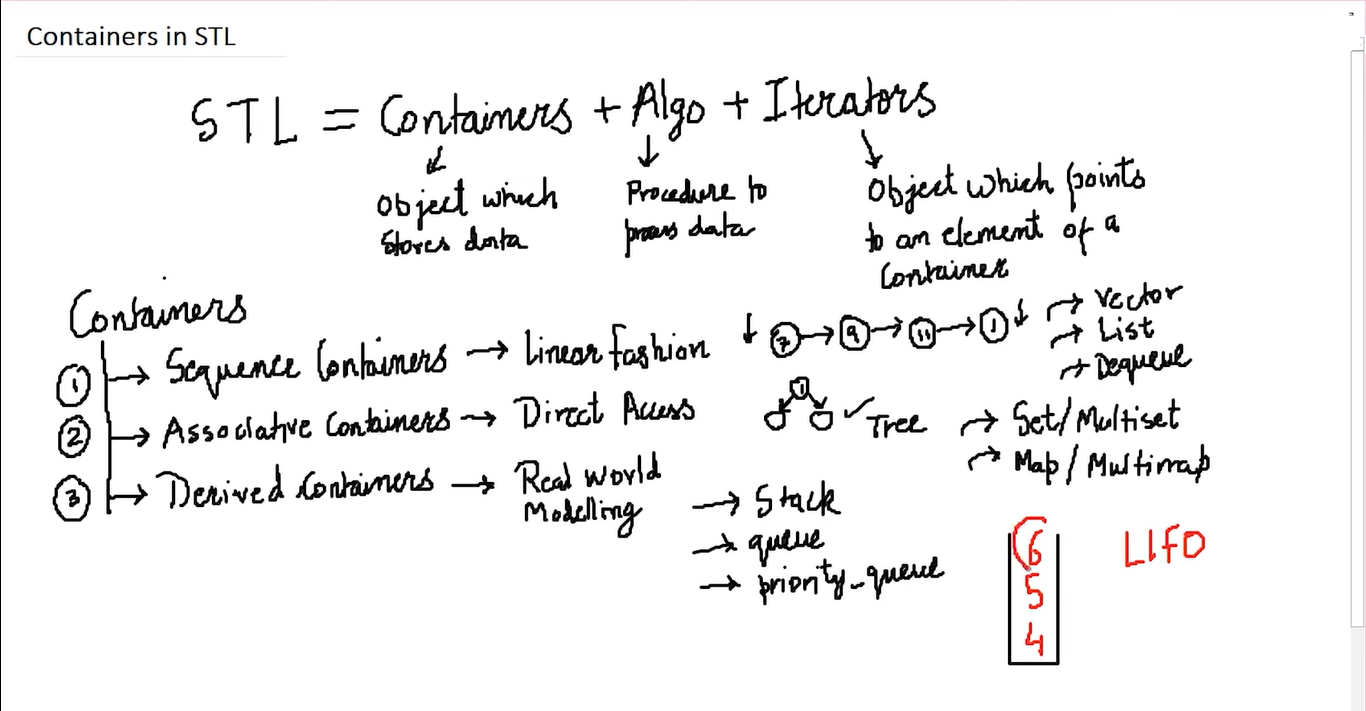 Containers in STL
STL = Containers + Algo + Iterators
Object which
stores data
Procedure to
data
Object which points
to an element of a
Container
Containers
1 Sequence Containers → Linear fashion
7 → 9 → 11 → 1
→ Vector
→ List
→ Dequeue
2 Associative Containers → Direct Access
1
✓ Tree
→ Set/Multiset
→ Map/Multimap
3 Derived Containers → Real World
Modelling
→ Stack
→ queue
→ priority_queue
6
5
4
LIFO